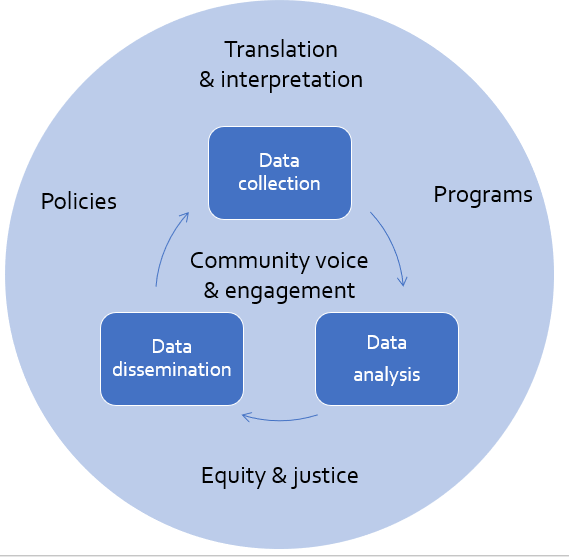 Translation
& interpretation
Data
collection
Policies
Programs
Community voice
& engagement
Data
dissemination
Data
analysis
Equity & justice